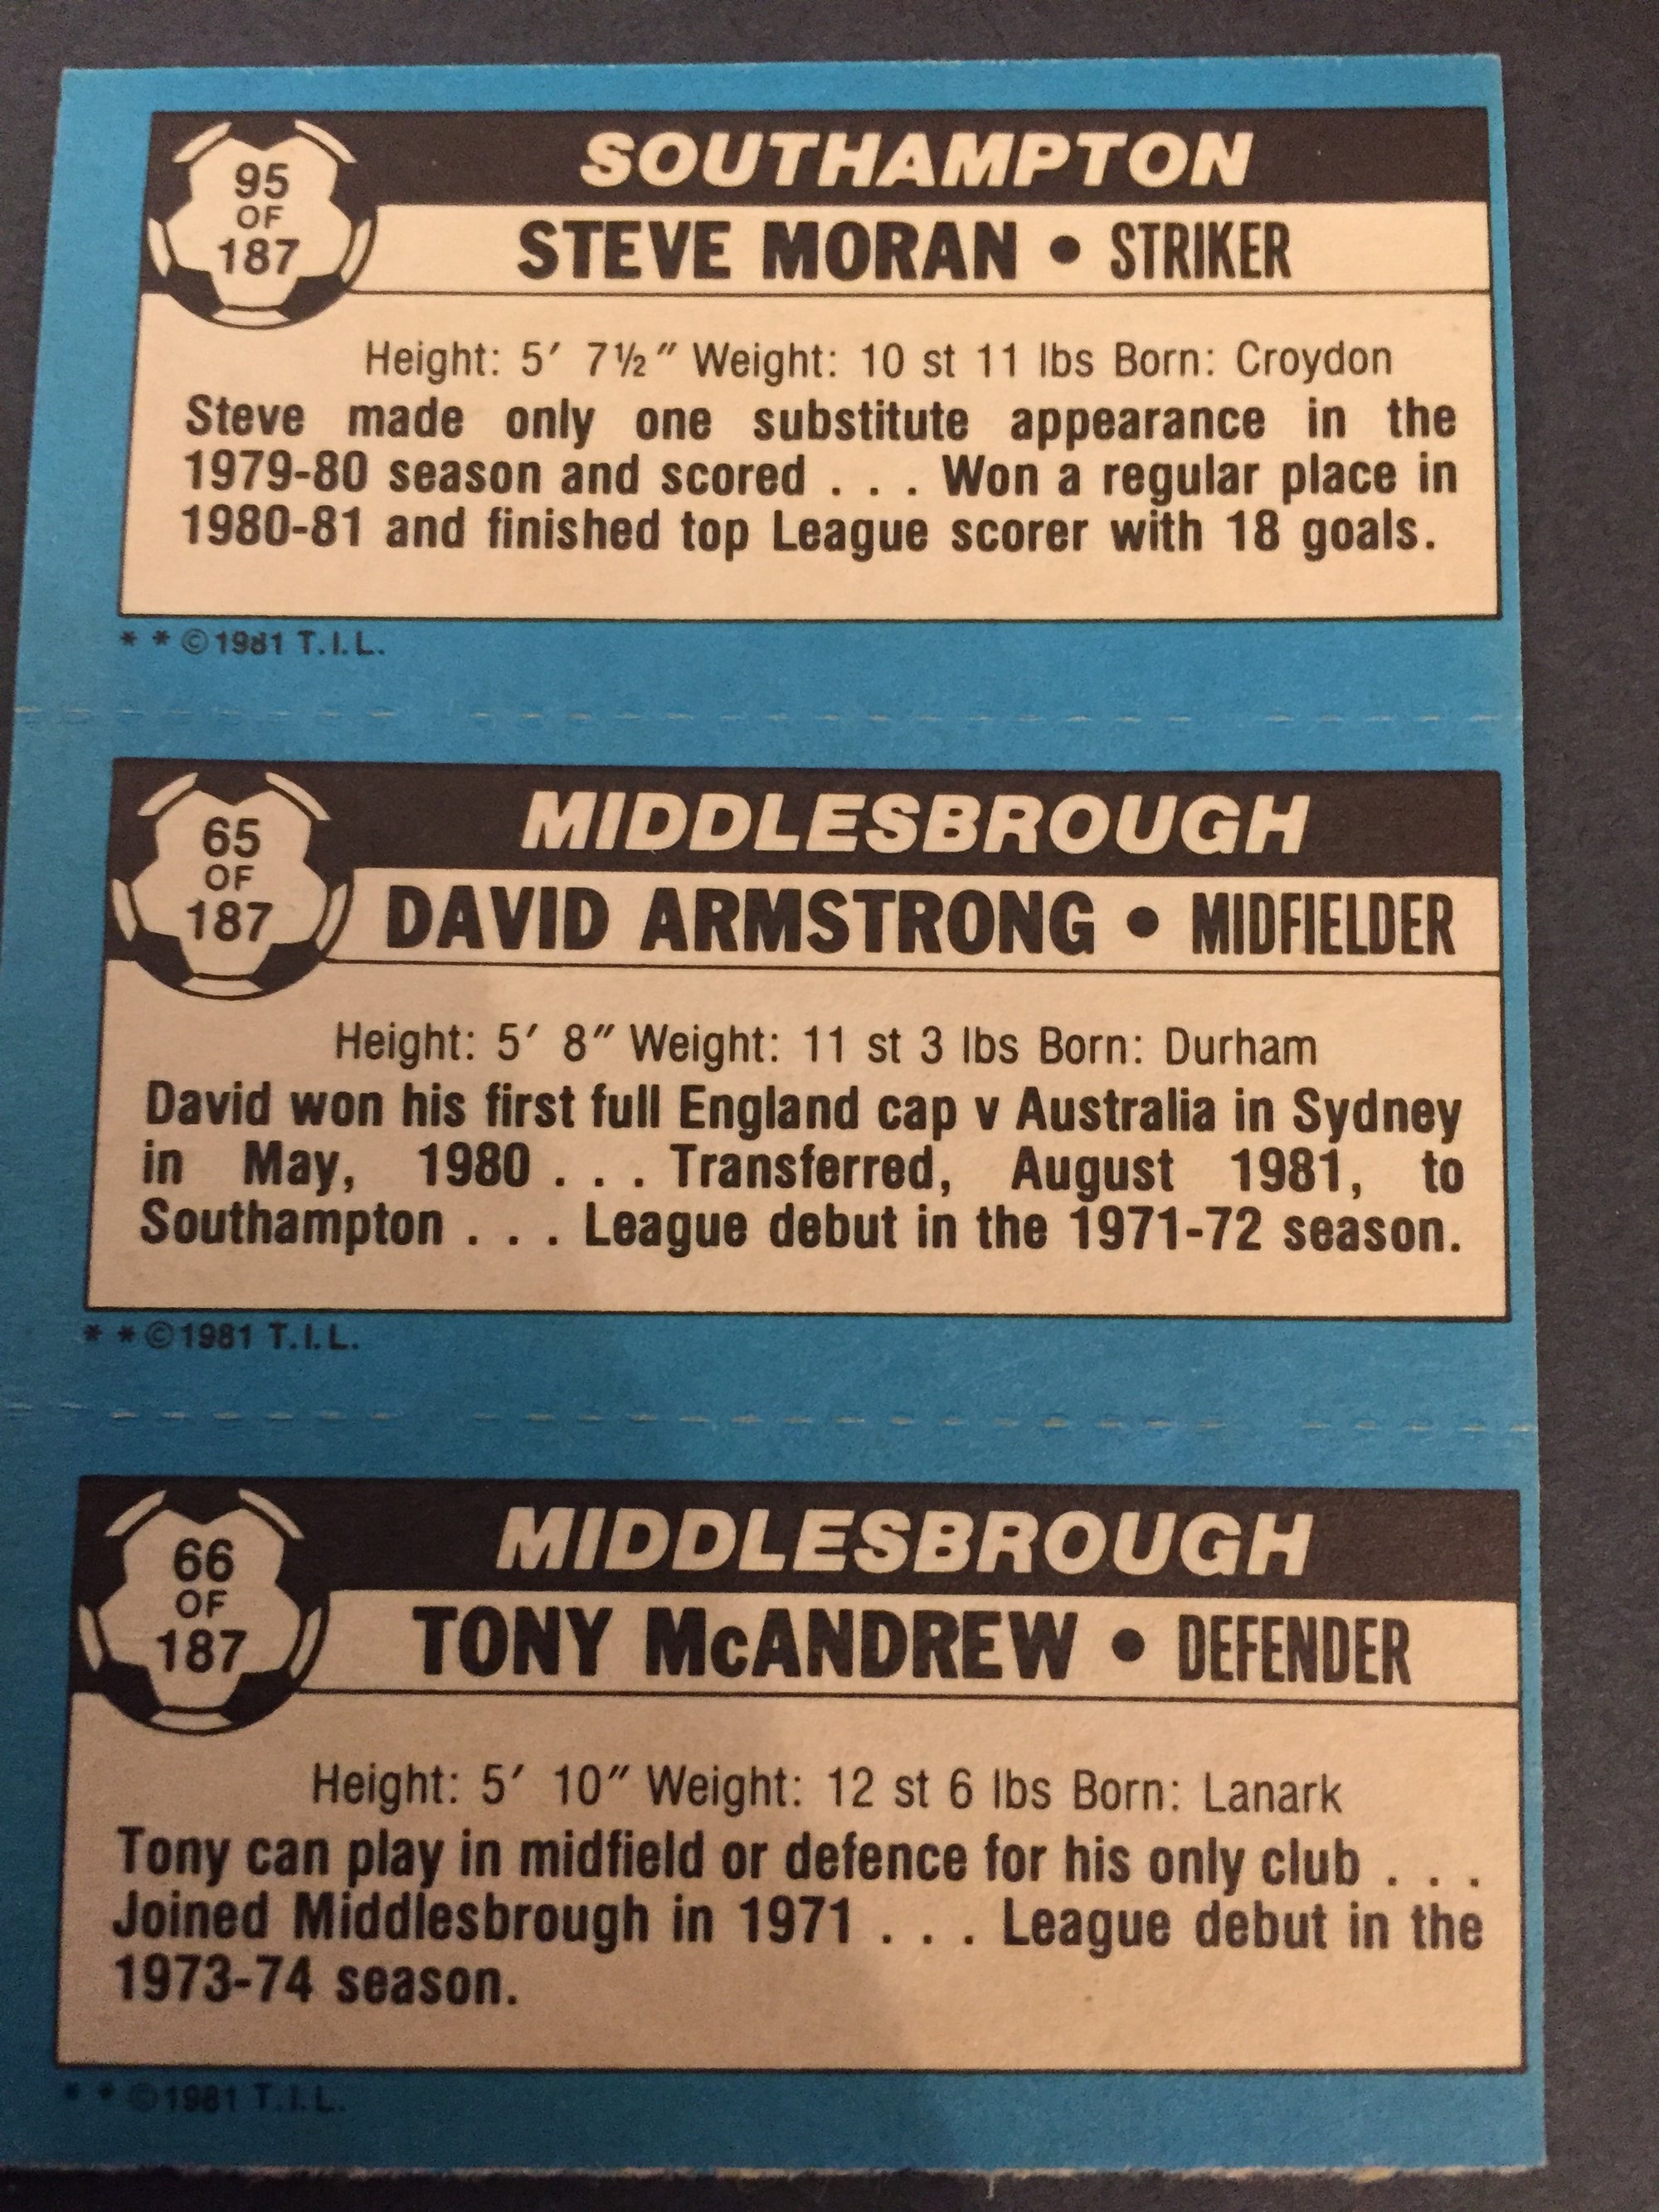 95
OF
187
SOUTHAMPTON
STEVE MORAN • STRIKER
Height: 5′ 7½″ Weight: 10 st 11 lbs Born: Croydon
Steve made only one substitute appearance in the
1979-80 season and scored . . . Won a regular place in
1980-81 and finished top League scorer with 18 goals.
* * ©1981 T.I.L.
65
OF
187
MIDDLESBROUGH
DAVID ARMSTRONG • MIDFIELDER
Height: 5′ 8″ Weight: 11 st 3 lbs Born: Durham
David won his first full England cap v Australia in Sydney
in May, 1980 . . . Transferred, August 1981, to
Southampton . . . League debut in the 1971-72 season.
* * ©1981 T.I.L.
66
OF
187
MIDDLESBROUGH
TONY McANDREW • DEFENDER
Height: 5′ 10″ Weight: 12 st 6 lbs Born: Lanark
Tony can play in midfield or defence for his only club . . .
Joined Middlesbrough in 1971 . . . League debut in the
1973-74 season.
* * ©1981 T.I.L.